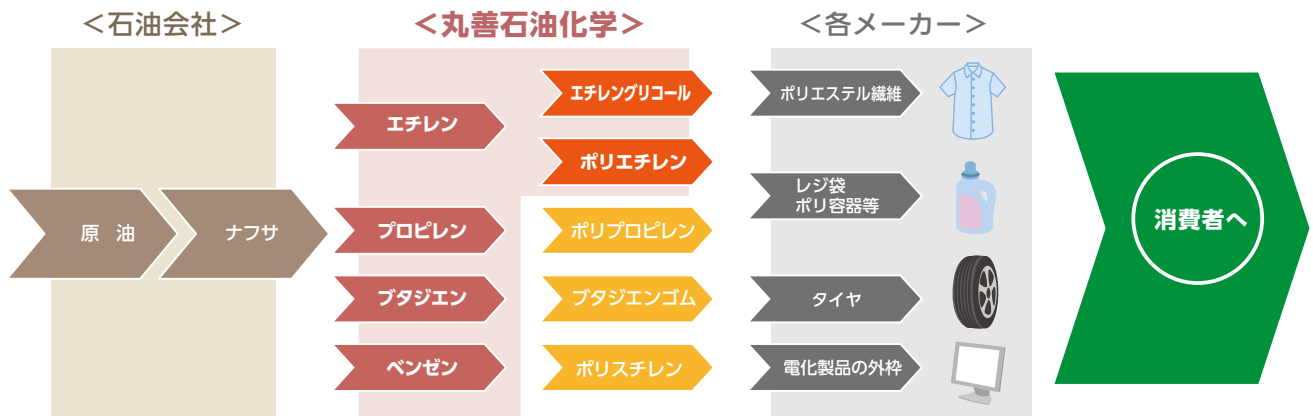 ＜石油会社＞
＜丸善石油化学＞
＜各メーカー＞
原　油
ナフサ
エチレン
プロピレン
ブタジエン
ベンゼン
エチレングリコール
ポリエチレン
ポリプロピレン
ブタジエンゴム
ポリスチレン
ポリエステル繊維
レジ袋
ポリ容器等
タイヤ
電化製品の外枠
消費者へ